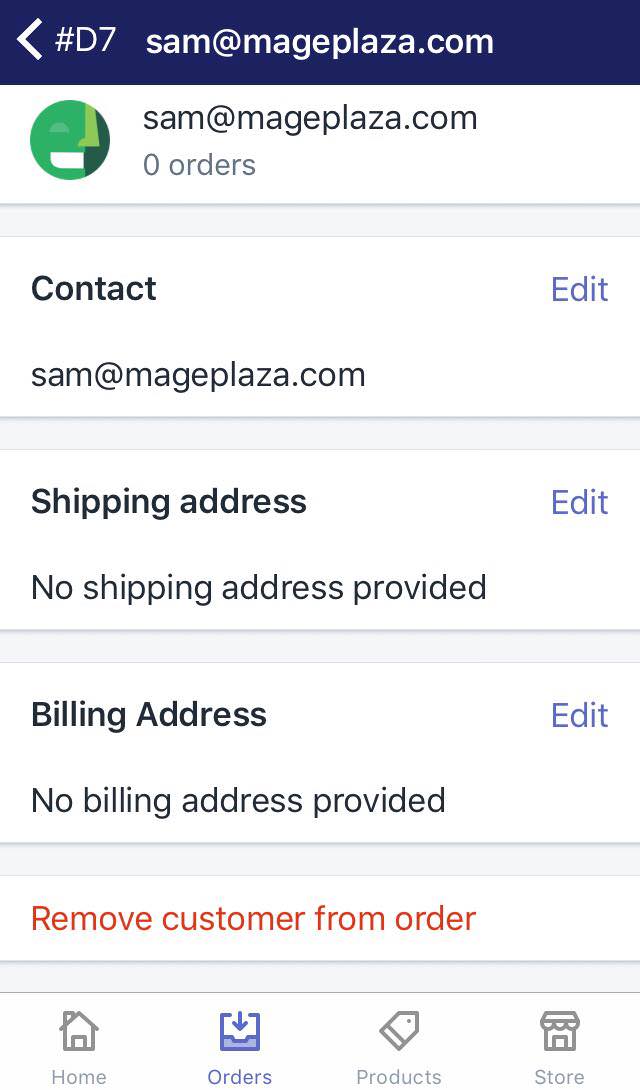 #D7 sam@mageplaza.com
sam@mageplaza.com
0 orders
Contact Edit
sam@mageplaza.com
Shipping address Edit
No shipping address provided
Billing Address Edit
No billing address provided
Remove customer from order
Home Orders Products Store